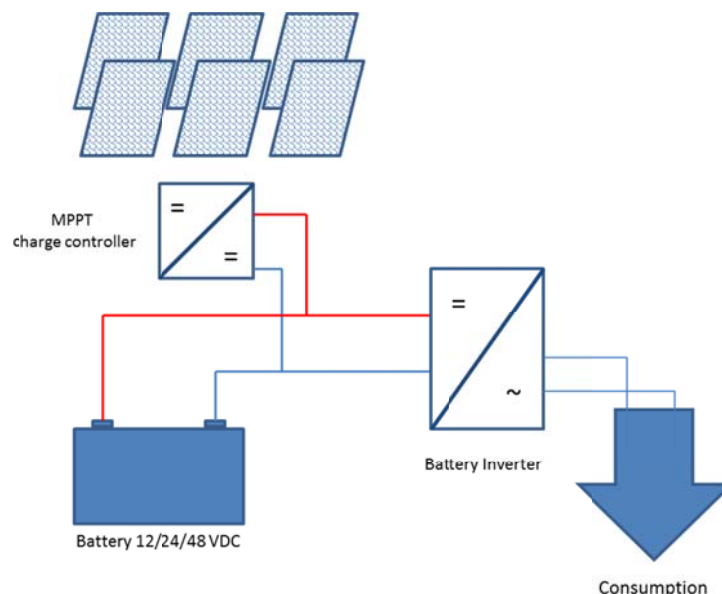 MPPT
charge controller
=
=
=
~
Battery Inverter
Battery 12/24/48 VDC
Consumption